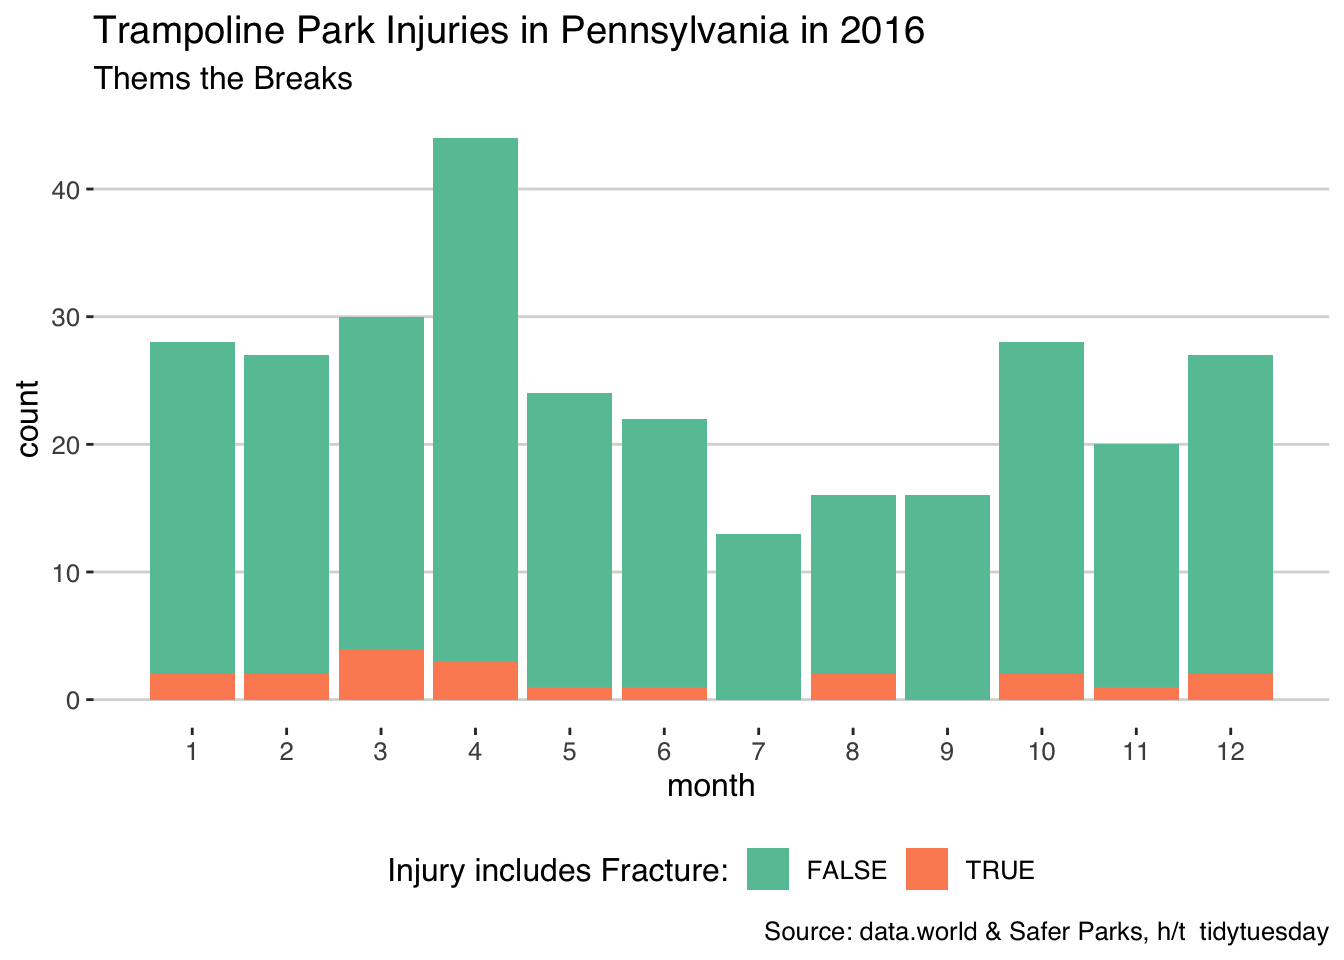 Trampoline Park Injuries in Pennsylvania in 2016
Thems the Breaks
count
40
30
20
10
0
1 2 3 4 5 6 7 8 9 10 11 12
month
Injury includes Fracture: FALSE TRUE
Source: data.world & Safer Parks, h/t  tidytuesday